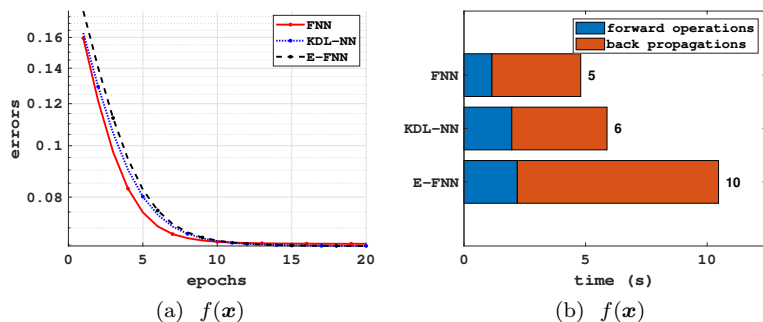 FNN
KDL-NN
E-FNN
0.16
0.14
0.12
0.1
0.08
errors
0
5
10
15
20
epochs
(a) f(x)
forward operations
back propagations
FNN
5
KDL-NN
6
E-FNN
10
0
5
10
time (s)
(b) f(x)